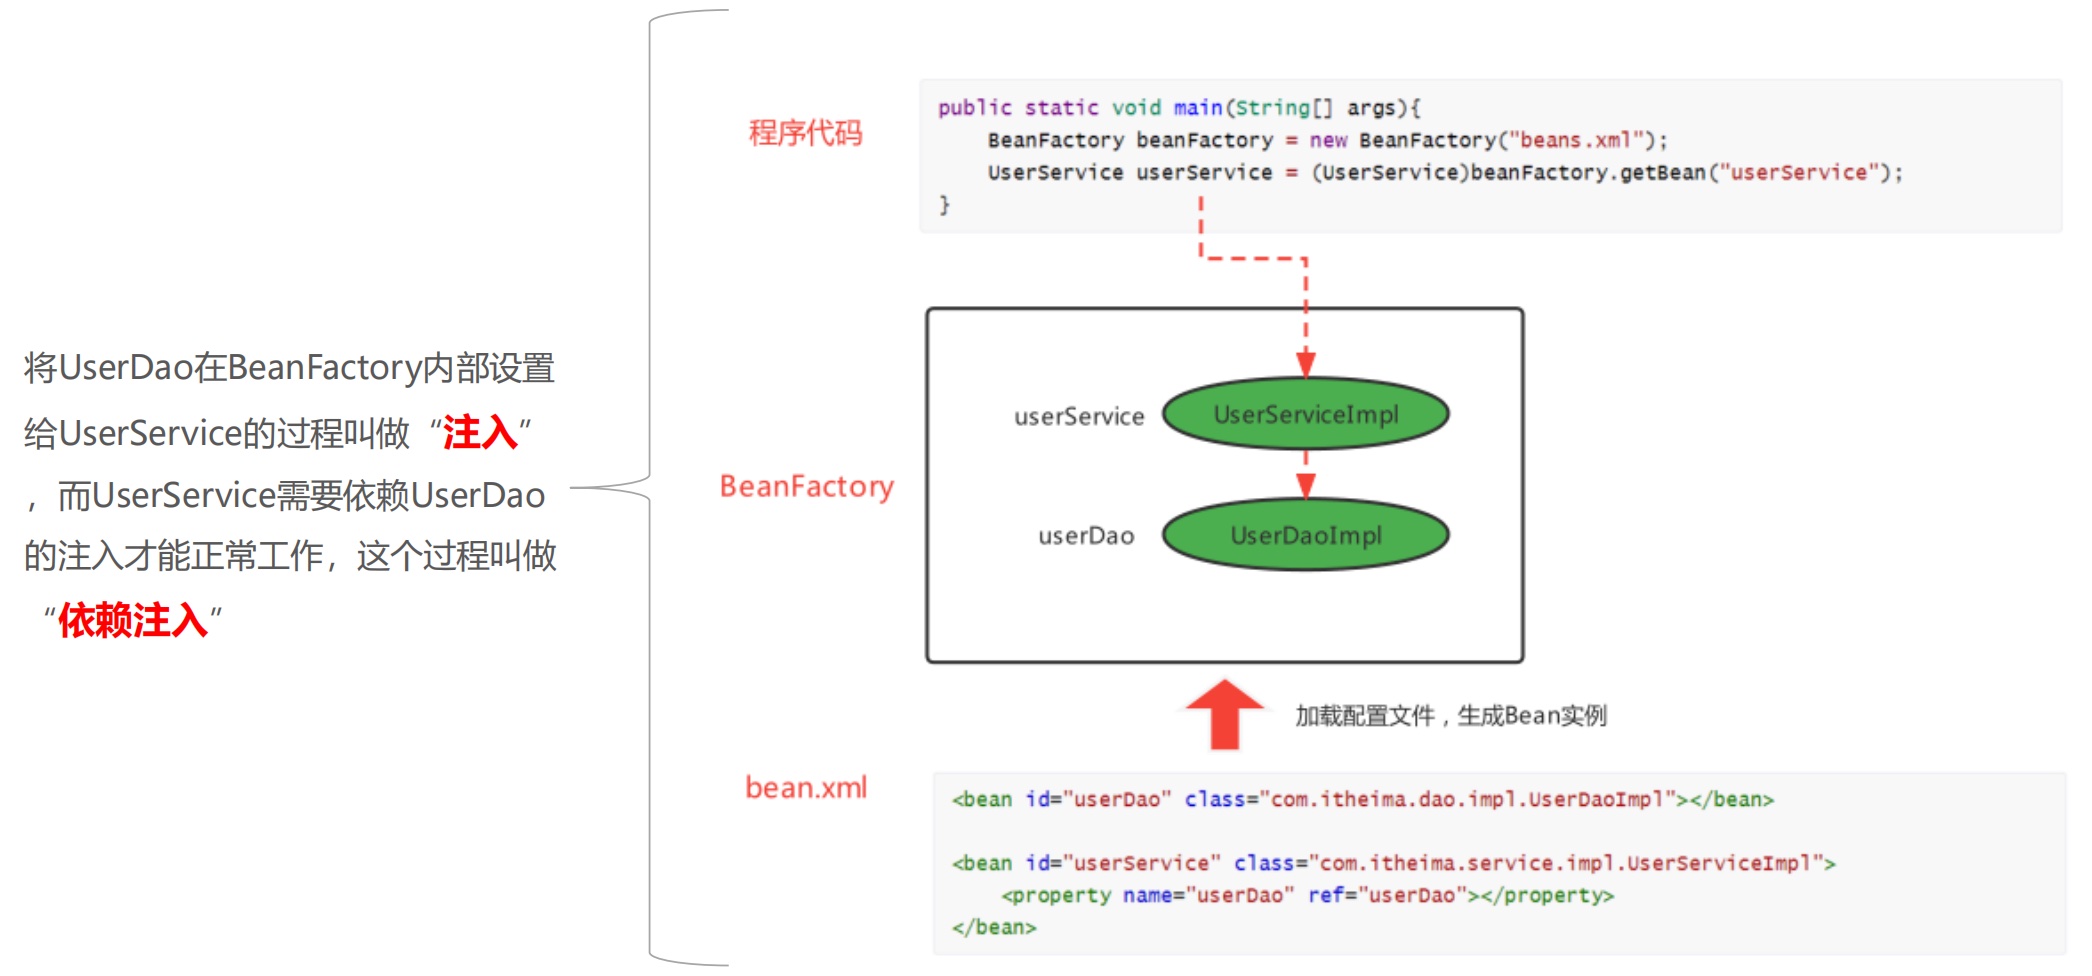 将UserDao在BeanFactory内部设置
给UserService的过程叫做“注入”
，而UserService需要依赖UserDao
的注入才能正常工作，这个过程叫做
“依赖注入”
程序代码
public static void main(String[] args){
    BeanFactory beanFactory = new BeanFactory("beans.xml");
    UserService userService = (UserService)beanFactory.getBean("userService");
}
BeanFactory
userService UserServiceImpl
userDao UserDaoImpl
加载配置文件，生成Bean实例
bean.xml
<bean id="userDao" class="com.itheima.dao.impl.UserDaoImpl"></bean>
<bean id="userService" class="com.itheima.service.impl.UserServiceImpl">
    <property name="userDao" ref="userDao"></property>
</bean>